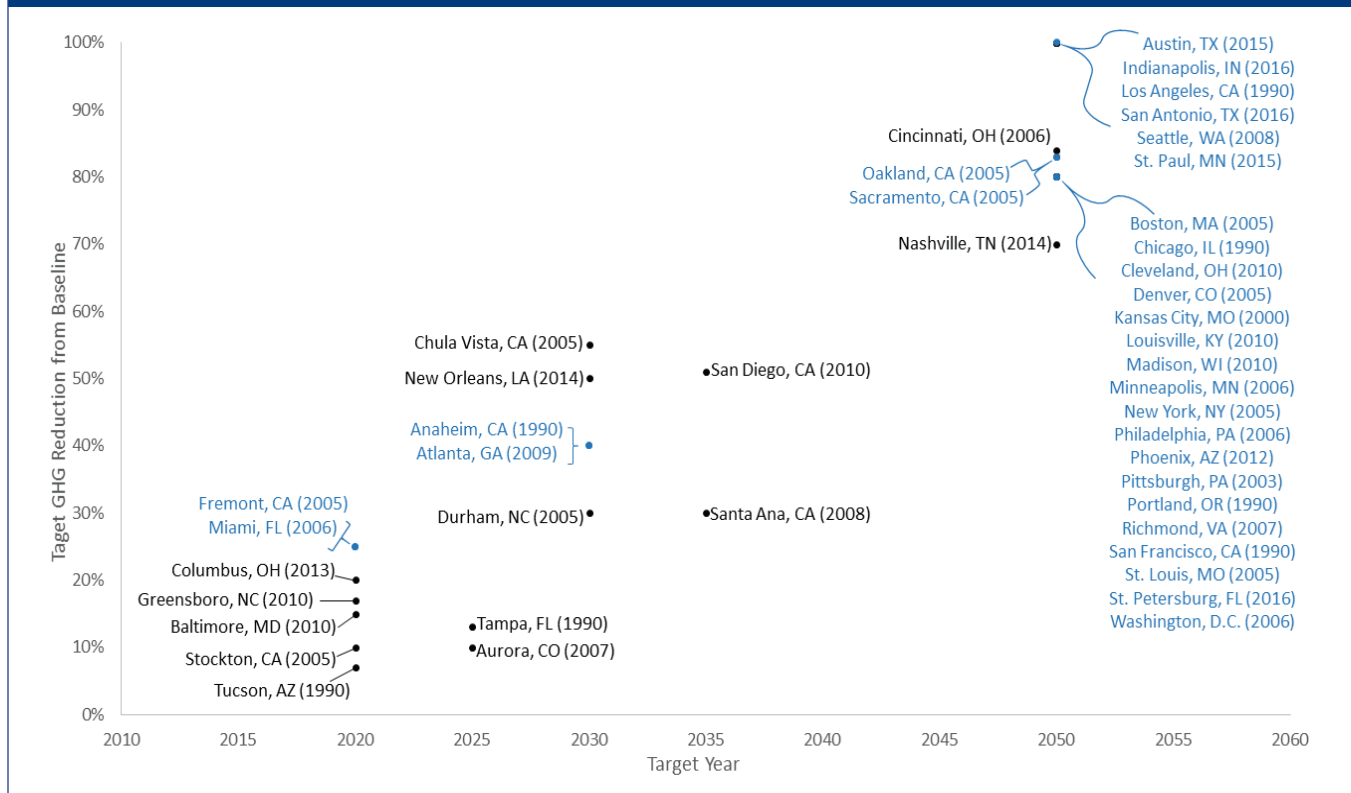 100%
90%
80%
70%
60%
50%
40%
30%
20%
10%
0%
Taget GHG Reduction from Baseline
2010
2015
2020
2025
2030
2035
2040
2045
2050
2055
2060
Target Year
Fremont, CA (2005)
Miami, FL (2006)
Columbus, OH (2013)
Greensboro, NC (2010)
Baltimore, MD (2010)
Stockton, CA (2005)
Tucson, AZ (1990)
Tampa, FL (1990)
Aurora, CO (2007)
Chula Vista, CA (2005)
New Orleans, LA (2014)
Anaheim, CA (1990)
Atlanta, GA (2009)
Durham, NC (2005)
San Diego, CA (2010)
Santa Ana, CA (2008)
Cincinnati, OH (2006)
Oakland, CA (2005)
Sacramento, CA (2005)
Nashville, TN (2014)
Austin, TX (2015)
Indianapolis, IN (2016)
Los Angeles, CA (1990)
San Antonio, TX (2016)
Seattle, WA (2008)
St. Paul, MN (2015)
Boston, MA (2005)
Chicago, IL (1990)
Cleveland, OH (2010)
Denver, CO (2005)
Kansas City, MO (2000)
Louisville, KY (2010)
Madison, WI (2010)
Minneapolis, MN (2006)
New York, NY (2005)
Philadelphia, PA (2006)
Phoenix, AZ (2012)
Pittsburgh, PA (2003)
Portland, OR (1990)
Richmond, VA (2007)
San Francisco, CA (1990)
St. Louis, MO (2005)
St. Petersburg, FL (2016)
Washington, D.C. (2006)